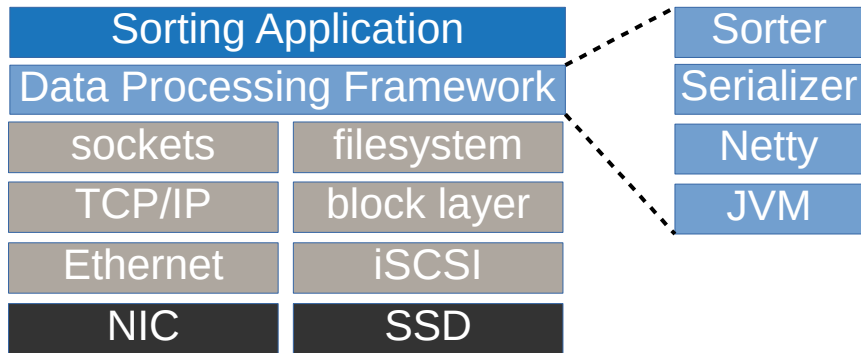 Sorting Application
Data Processing Framework
sockets
filesystem
TCP/IP
block layer
Ethernet
iSCSI
NIC
SSD
Sorter
Serializer
Netty
JVM